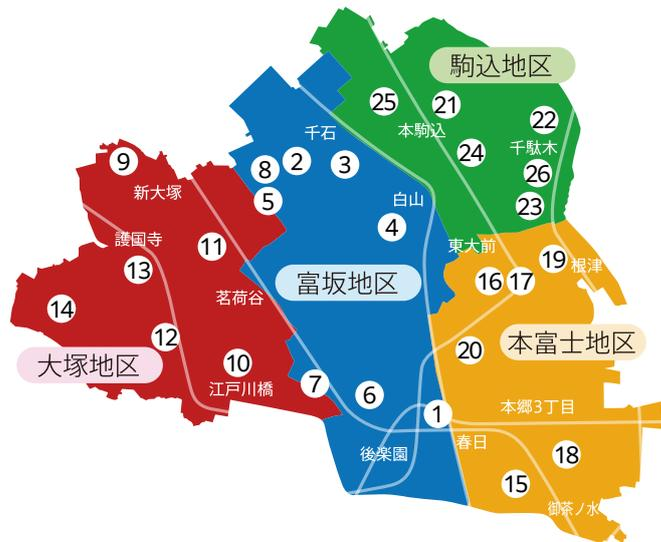 駒込地区
25
21
22
千石
本駒込
24
千駄木
9
8
2
3
26
新大塚
5
白山
23
4
護国寺
11
東大前
19
根津
13
富坂地区
16
17
茗荷谷
14
12
本富士地区
20
大塚地区
10
江戸川橋
7
6
1
本郷3丁目
春日
後楽園
18
15
御茶ノ水